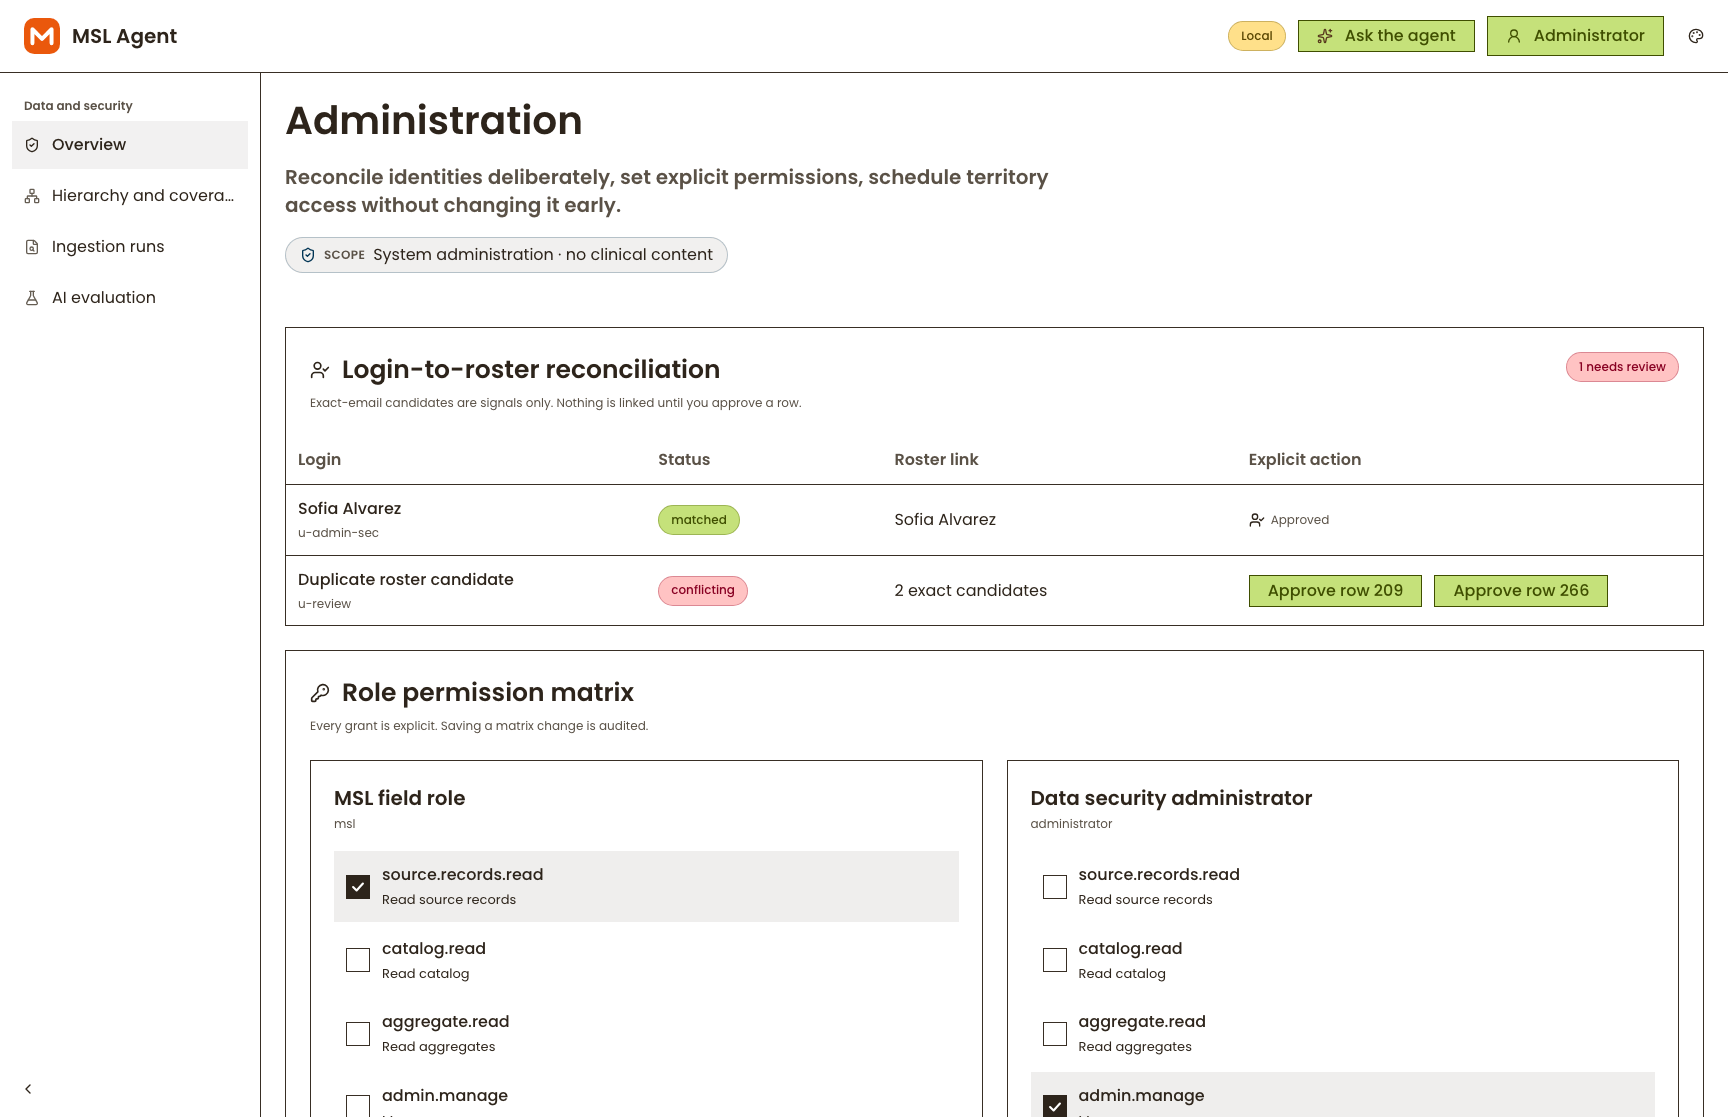 MSL Agent
Local
Ask the agent
Administrator
Data and security
Overview
Hierarchy and covera...
Ingestion runs
AI evaluation
Administration
Reconcile identities deliberately, set explicit permissions, schedule territory
access without changing it early.
SCOPE System administration · no clinical content
Login-to-roster reconciliation
1 needs review
Exact-email candidates are signals only. Nothing is linked until you approve a row.
Login Status Roster link Explicit action
Sofia Alvarez
u-admin-sec
matched
Sofia Alvarez
Approved
Duplicate roster candidate
u-review
conflicting
2 exact candidates
Approve row 209
Approve row 266
Role permission matrix
Every grant is explicit. Saving a matrix change is audited.
MSL field role
msl
source.records.read
Read source records
catalog.read
Read catalog
aggregate.read
Read aggregates
admin.manage
Data security administrator
administrator
source.records.read
Read source records
catalog.read
Read catalog
aggregate.read
Read aggregates
admin.manage